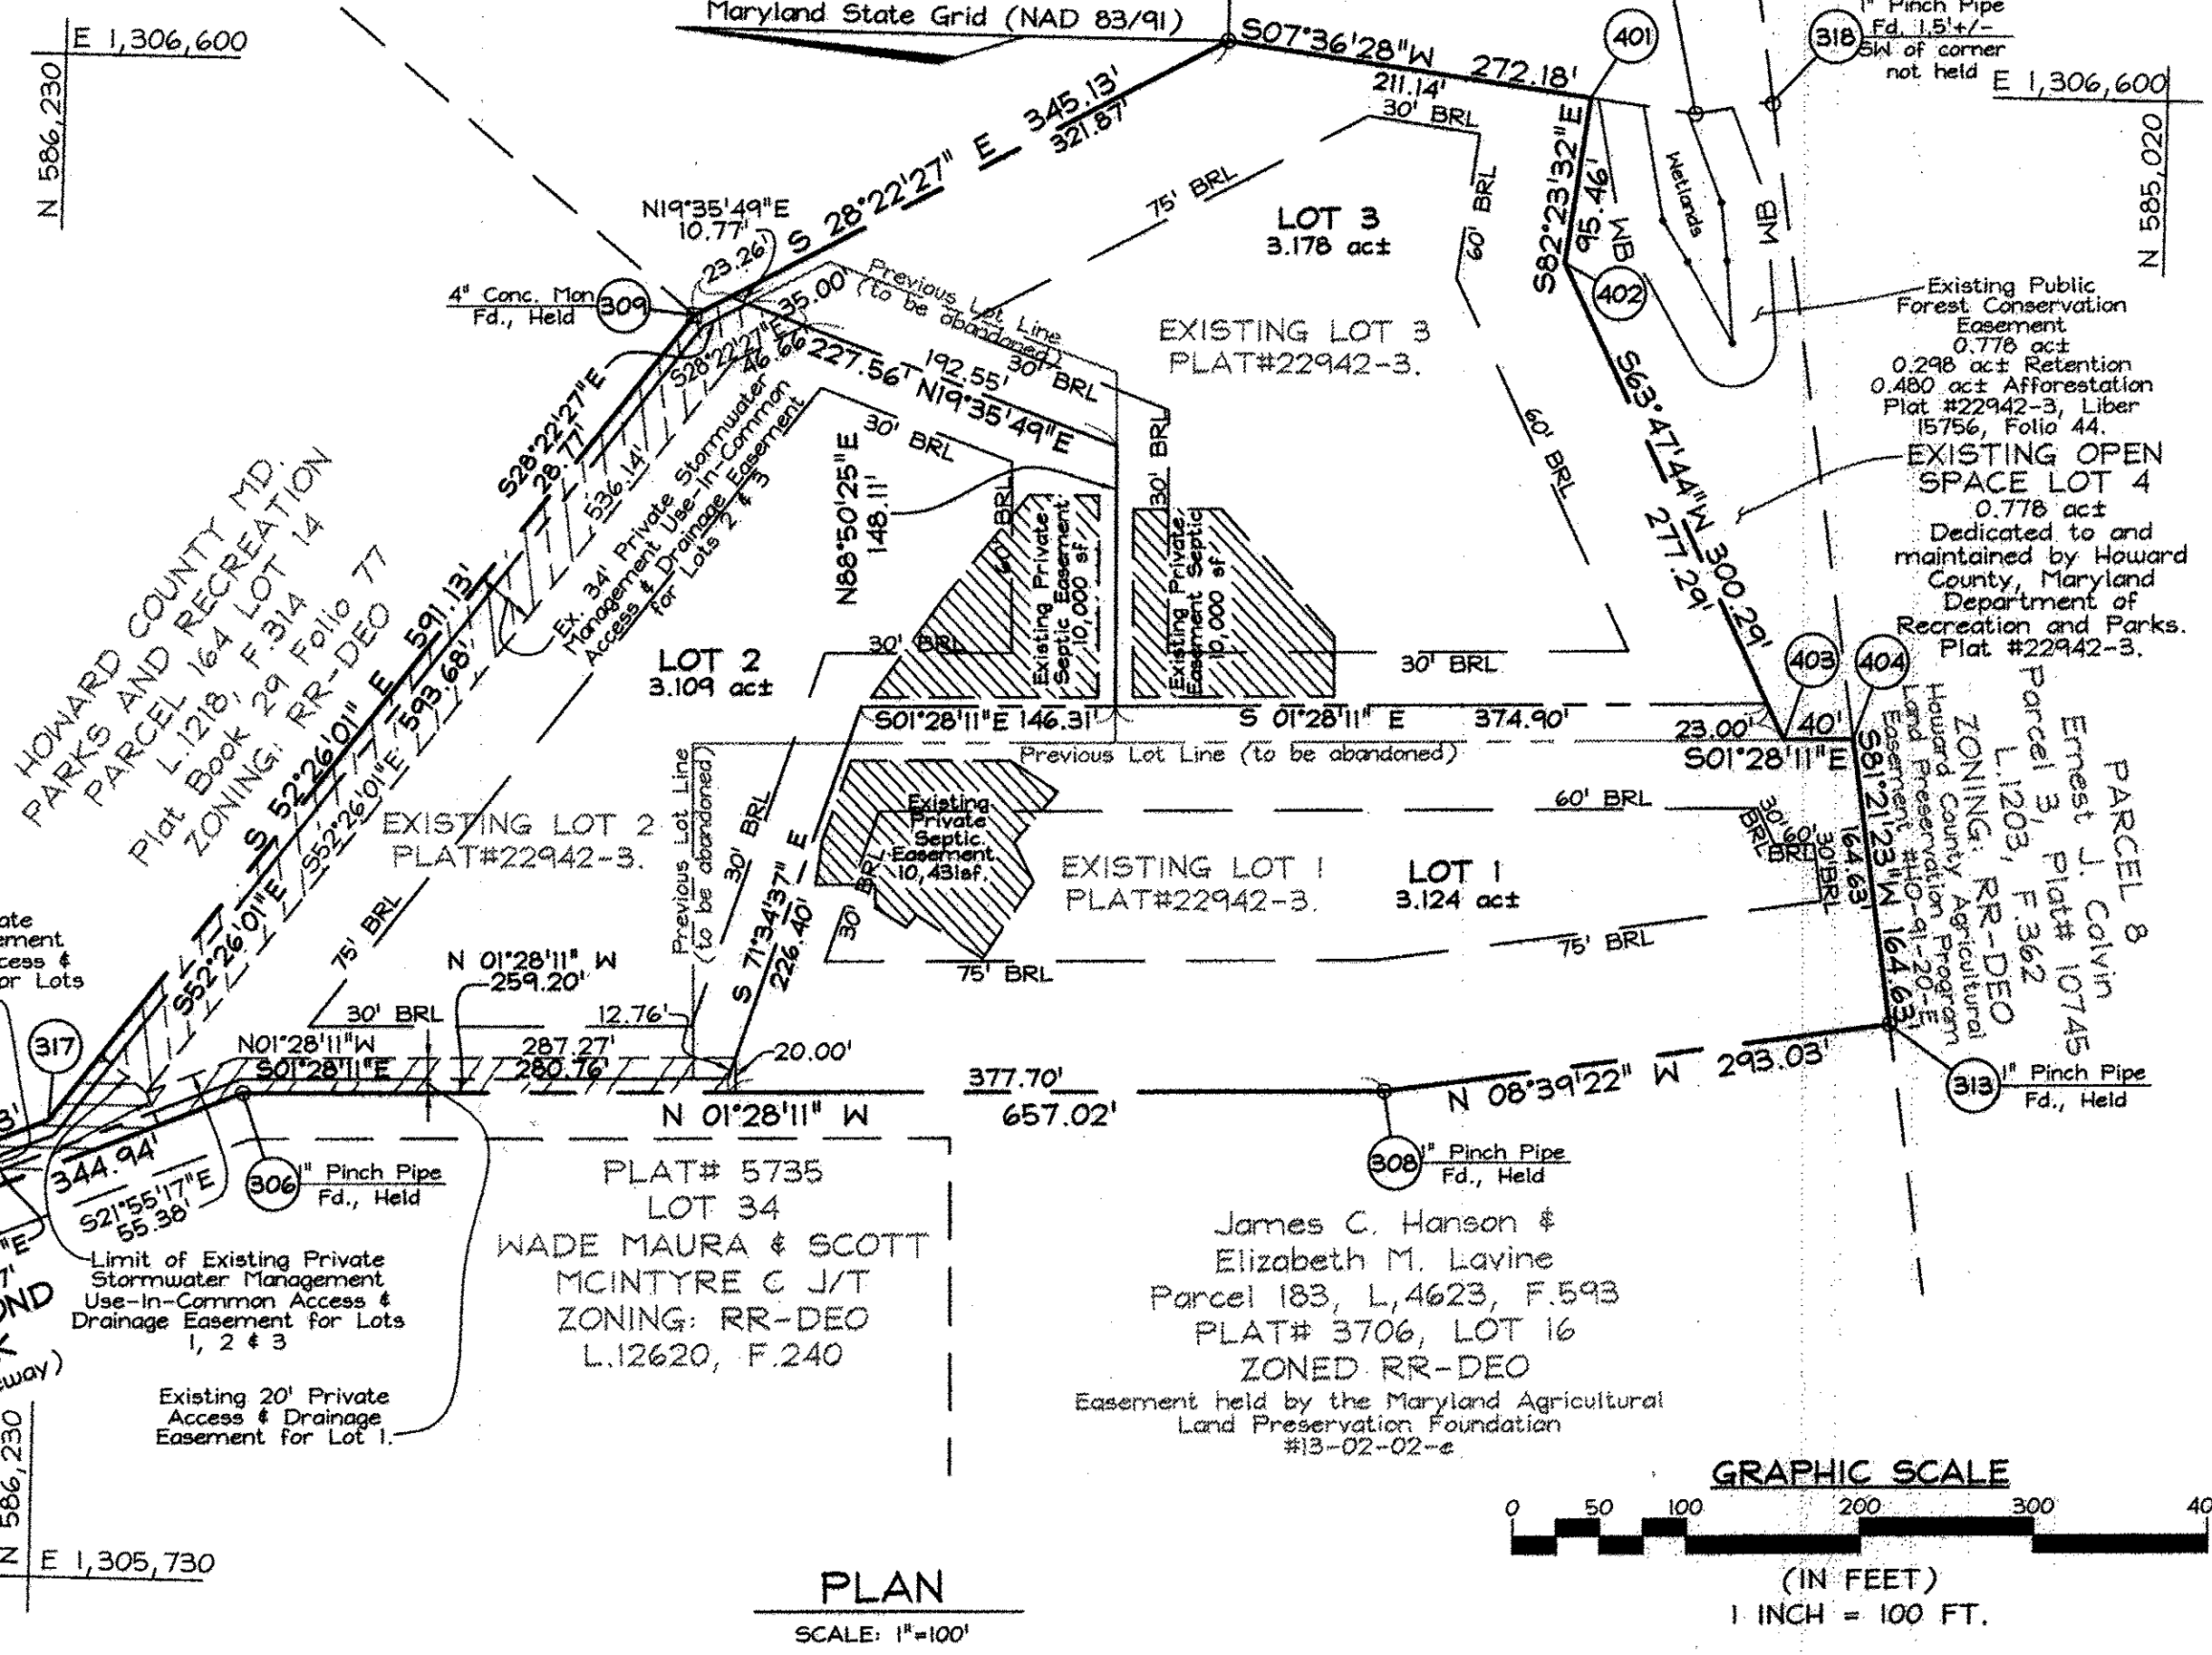 Maryland State Grid (NAD 83/91)
E 1,306,600
N 586,230
S07°36'28"W 272.18'
211.14'
30' BRL
401
318
1" Pinch Pipe
Fd. 1.5'+/-
SW of corner
not held
E 1,306,600
N 585,020
S 28°22'27" E 345.13'
321.87'
N19°35'49"E
10.77'
23.26'
4" Conc. Mon
Fd., Held
309
75' BRL
LOT 3
3.178 ac±
60' BRL
S82°23'32"E
95.46'
WB
Wetlands
WB
402
Previous Lot Line
(to be abandoned)
EXISTING LOT 3
PLAT#22942-3.
35.00'
S28°22'27"E
46.66'
227.56'
192.55'
N19°35'49"E
30' BRL
30' BRL
S28°22'27"E
28.77'
536.14'
Ex. 34' Private Stormwater
Management Use-In-Common
Access & Drainage Easement
for Lots 2 & 3
N88°50'25"E
148.11'
60' BRL
30' BRL
Existing Private
Septic Easement
10,000 sf
Existing Private
Easement Septic
10,000 sf
60' BRL
S63°47'44"W 300.29'
277.29'
Existing Public
Forest Conservation
Easement
0.778 ac±
0.298 ac± Retention
0.480 ac± Afforestation
Plat #22942-3, Liber
15756, Folio 44.
EXISTING OPEN
SPACE LOT 4
0.778 ac±
Dedicated to and
maintained by Howard
County, Maryland
Department of
Recreation and Parks.
Plat #22942-3.
HOWARD COUNTY MD.
PARKS AND RECREATION
PARCEL 164 LOT 14
L.1218, F.314
Plat Book 29 Folio 77
ZONING: RR-DEO
S 52°26'01" E 591.13'
S52°26'01"E 593.68'
S52°26'01"E
LOT 2
3.109 ac±
30' BRL
30' BRL
403
404
S01°28'11"E 146.31'
S 01°28'11" E 374.90'
23.00'
40'
S01°28'11"E
Previous Lot Line (to be abandoned)
Previous Lot Line
(to be abandoned)
EXISTING LOT 2
PLAT#22942-3.
75' BRL
30' BRL
S 71°34'37" E
226.40'
30' BRL
30'
Existing
Private
Septic
Easement
10,431sf.
60' BRL
EXISTING LOT 1
PLAT#22942-3.
LOT 1
3.124 ac±
30' BRL
60' BRL
30' BRL
75' BRL
75' BRL
S81°21'23"W 164.63'
164.63'
Howard County Agricultural
Land Preservation Program
Easement #HO-91-20-E
PARCEL 8
Ernest J. Colvin
Parcel 3, Plat# 10745
L.1203, F.362
ZONING: RR-DEO
N 01°28'11" W
259.20'
30' BRL
12.76'
20.00'
N01°28'11"W 287.27'
S01°28'11"E 280.76'
377.70'
N 01°28'11" W 657.02'
N 08°39'22" W 293.03'
313
1" Pinch Pipe
Fd., Held
308
1" Pinch Pipe
Fd., Held
317
344.94'
S21°55'17"E
55.38'
306
1" Pinch Pipe
Fd., Held
Limit of Existing Private
Stormwater Management
Use-In-Common Access &
Drainage Easement for Lots
1, 2 & 3
Existing 20' Private
Access & Drainage
Easement for Lot 1.
PLAT# 5735
LOT 34
WADE MAURA & SCOTT
MCINTYRE C J/T
ZONING: RR-DEO
L.12620, F.240
James C. Hanson &
Elizabeth M. Lavine
Parcel 183, L,4623, F.593
PLAT# 3706, LOT 16
ZONED RR-DEO
Easement held by the Maryland Agricultural
Land Preservation Foundation
#13-02-02-e
N 586,230
E 1,305,730
PLAN
SCALE: 1"=100'
GRAPHIC SCALE
0 50 100 200 300 40
(IN FEET)
1 INCH = 100 FT.